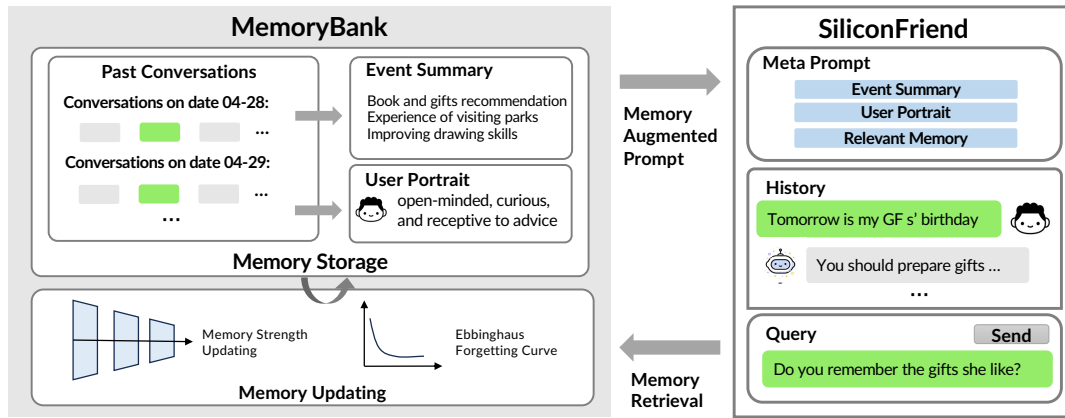 MemoryBank
Past Conversations
Conversations on date 04-28:
...
Conversations on date 04-29:
...
...
Event Summary
Book and gifts recommendation
Experience of visiting parks
Improving drawing skills
User Portrait
open-minded, curious,
and receptive to advice
Memory Storage
Memory Strength
Updating
Ebbinghaus
Forgetting Curve
Memory Updating
Memory
Augmented
Prompt
Memory
Retrieval
SiliconFriend
Meta Prompt
Event Summary
User Portrait
Relevant Memory
History
Tomorrow is my GF s' birthday
You should prepare gifts ...
...
Query
Send
Do you remember the gifts she like?